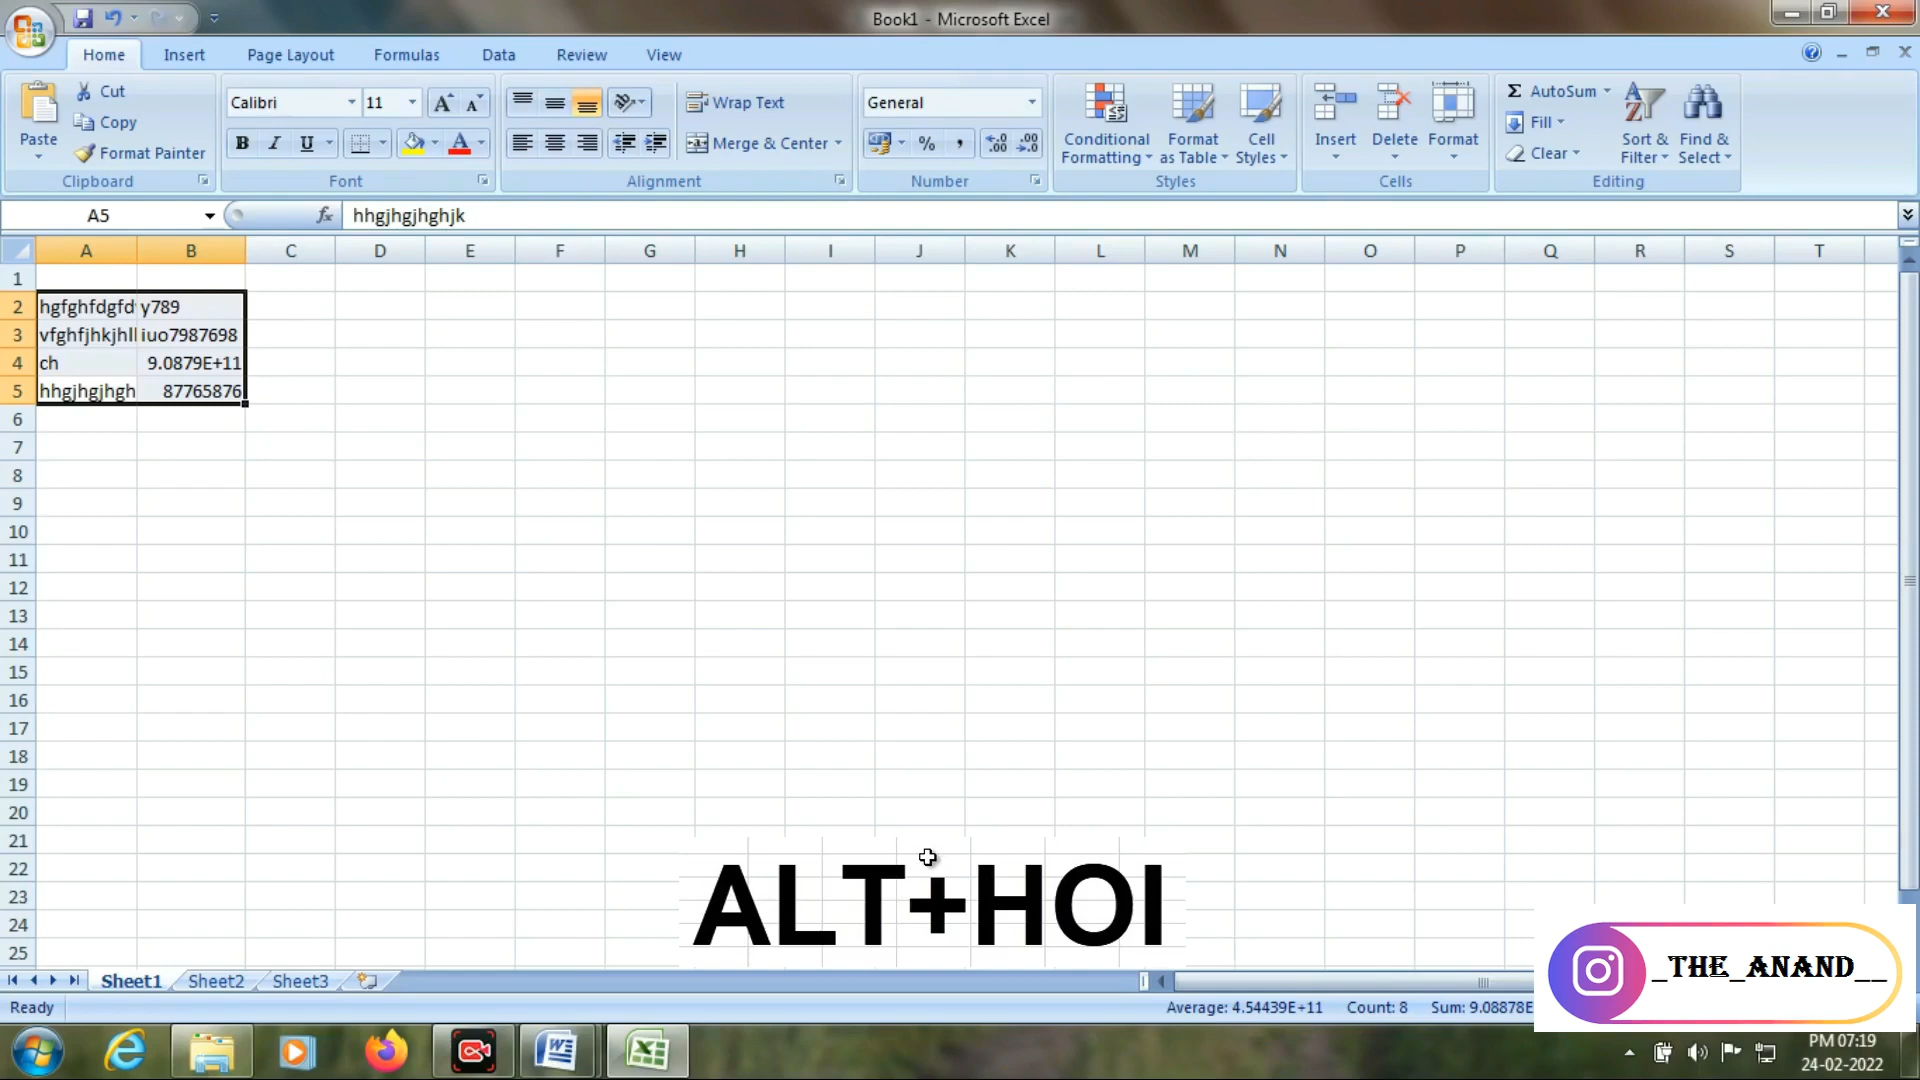 Book1 - Microsoft Excel
Home Insert Page Layout Formulas Data Review View
Paste
Cut
Copy
Format Painter
Clipboard
Calibri 11
B I U
Font
Wrap Text
Merge & Center
Alignment
General
% ,
Number
Conditional Formatting
Format as Table
Cell Styles
Styles
Insert
Delete
Format
Cells
Σ AutoSum
Fill
Clear
Sort & Filter
Find & Select
Editing
A5 fx hhgjhgjhghjk
A B C D E F G H I J K L M N O P Q R S T
1
2 hgfghfdgfd y789
3 vfghfjhkjhll iuo7987698
4 ch 9.0879E+11
5 hhgjhgjhgh 87765876
6
7
8
9
10
11
12
13
14
15
16
17
18
19
20
21
22
23
24
25
ALT+HOI
_THE_ANAND__
Sheet1 Sheet2 Sheet3
Ready Average: 4.54439E+11 Count: 8 Sum: 9.08878E
PM 07:19
24-02-2022